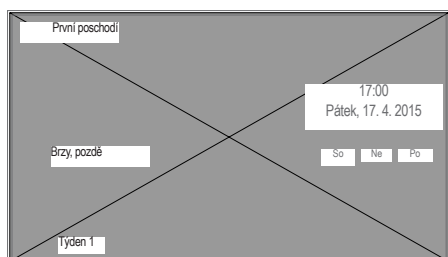 První poschodí
17:00
Pátek, 17. 4. 2015
Brzy, pozdě
So Ne Po
Týden 1